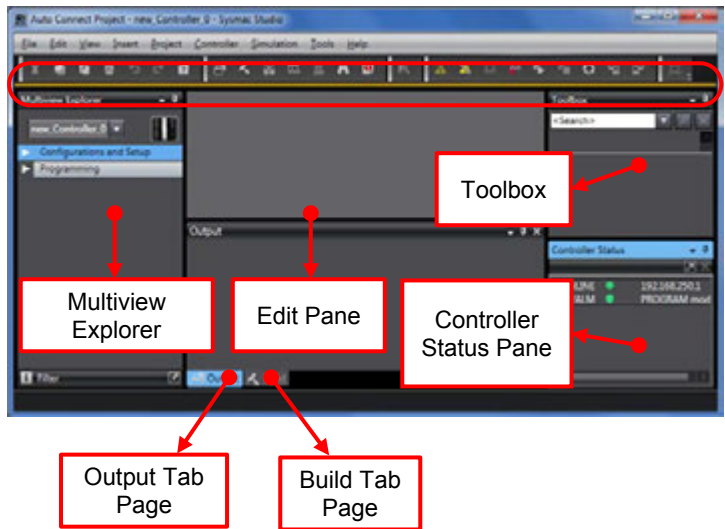 Auto Connect Project - new_Controller_0 - Sysmac Studio
File Edit View Insert Project Controller Simulation Tools Help
Multiview Explorer
Toolbox
new_Controller_0
<Search>
Configurations and Setup
Programming
Toolbox
Output
Controller Status
192.168.250.1
PROGRAM mod
Multiview
Explorer
Edit Pane
Controller
Status Pane
Filter
Output Tab
Page
Build Tab
Page